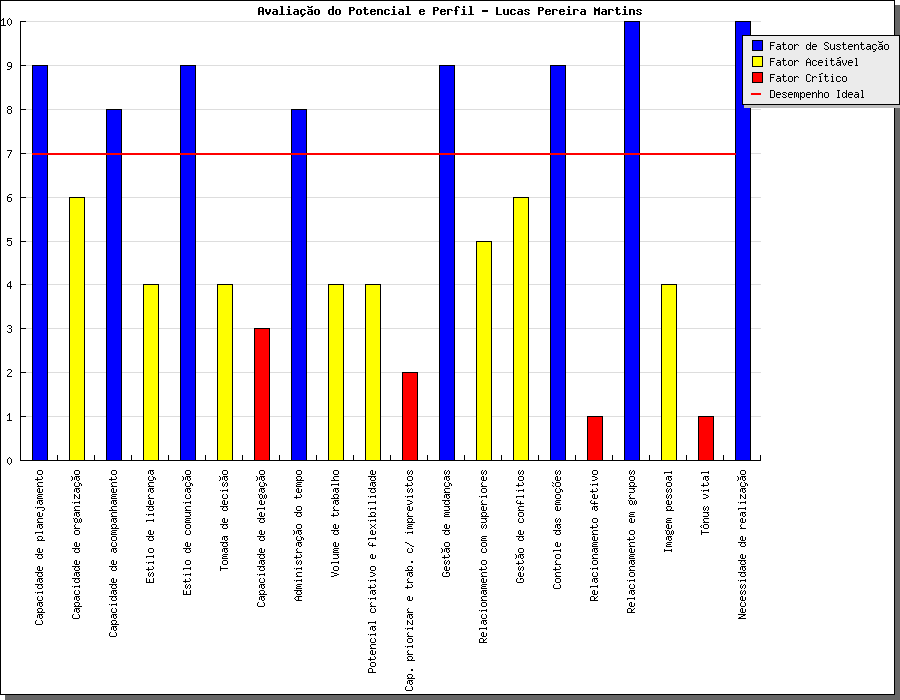 Avaliação do Potencial e Perfil - Lucas Pereira Martins
Fator de Sustentação
Fator Aceitável
Fator Crítico
Desempenho Ideal
10
9
8
7
6
5
4
3
2
1
0
Capacidade de planejamento
Capacidade de organização
Capacidade de acompanhamento
Estilo de liderança
Estilo de comunicação
Tomada de decisão
Capacidade de delegação
Administração do tempo
Volume de trabalho
Potencial criativo e flexibilidade
Cap. priorizar e trab. c/ imprevistos
Gestão de mudanças
Relacionamento com superiores
Gestão de conflitos
Controle das emoções
Relacionamento afetivo
Relacionamento em grupos
Imagem pessoal
Tônus vital
Necessidade de realização